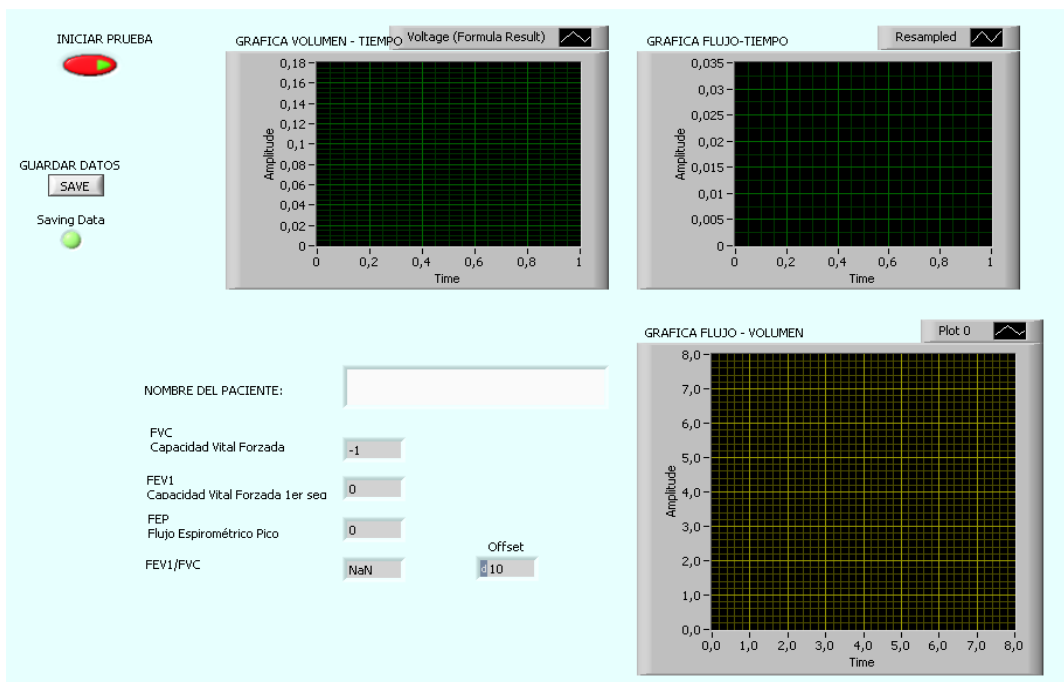 INICIAR PRUEBA
GUARDAR DATOS
SAVE
Saving Data
GRAFICA VOLUMEN - TIEMPO
Voltage (Formula Result)
0,18
0,16
0,14
0,12
0,1
0,08
0,06
0,04
0,02
0
Amplitude
0 0,2 0,4 0,6 0,8 1
Time
GRAFICA FLUJO-TIEMPO
Resampled
0,035
0,03
0,025
0,02
0,015
0,01
0,005
0
Amplitude
0 0,2 0,4 0,6 0,8 1
Time
NOMBRE DEL PACIENTE:
FVC
Capacidad Vital Forzada
-1
FEV1
Capacidad Vital Forzada 1er seg
0
FEP
Flujo Espirométrico Pico
0
FEV1/FVC
NaN
Offset
d 10
GRAFICA FLUJO - VOLUMEN
Plot 0
8,0
7,0
6,0
5,0
4,0
3,0
2,0
1,0
0,0
Amplitude
0,0 1,0 2,0 3,0 4,0 5,0 6,0 7,0 8,0
Time